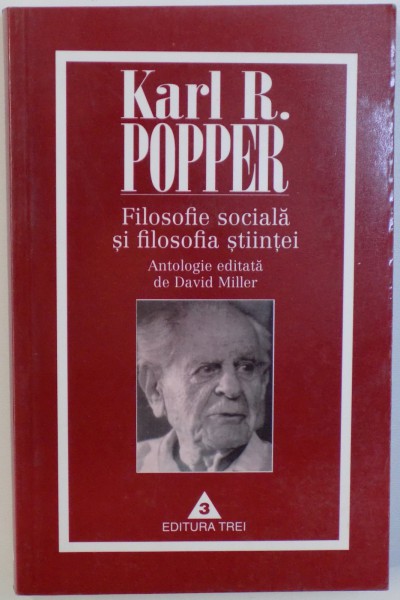 Karl R.
POPPER
Filosofie socială
și filosofia științei
Antologie editată
de David Miller
3
EDITURA TREI